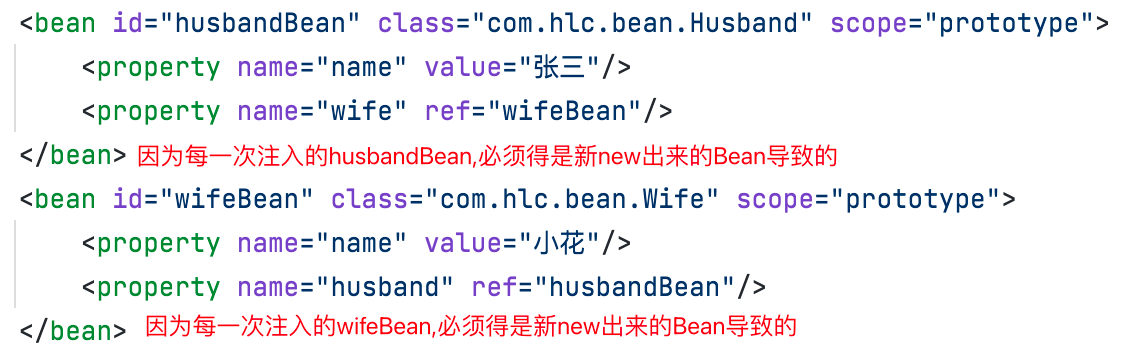 <bean id="husbandBean" class="com.hlc.bean.Husband" scope="prototype">
    <property name="name" value="张三"/>
    <property name="wife" ref="wifeBean"/>
</bean> 因为每一次注入的husbandBean,必须得是新new出来的Bean导致的
<bean id="wifeBean" class="com.hlc.bean.Wife" scope="prototype">
    <property name="name" value="小花"/>
    <property name="husband" ref="husbandBean"/>
</bean> 因为每一次注入的wifeBean,必须得是新new出来的Bean导致的